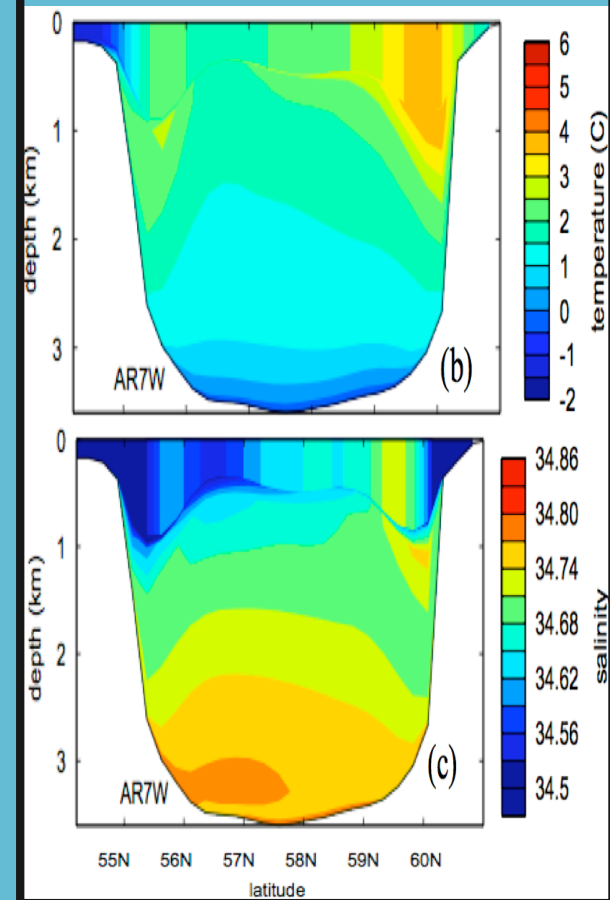 0
1
2
3
depth (km)
AR7W
(b)
6
5
4
3
2
1
0
-1
-2
temperature (C)
0
1
2
3
depth (km)
AR7W
(c)
34.86
34.80
34.74
34.68
34.62
34.56
34.5
salinity
55N 56N 57N 58N 59N 60N
latitude